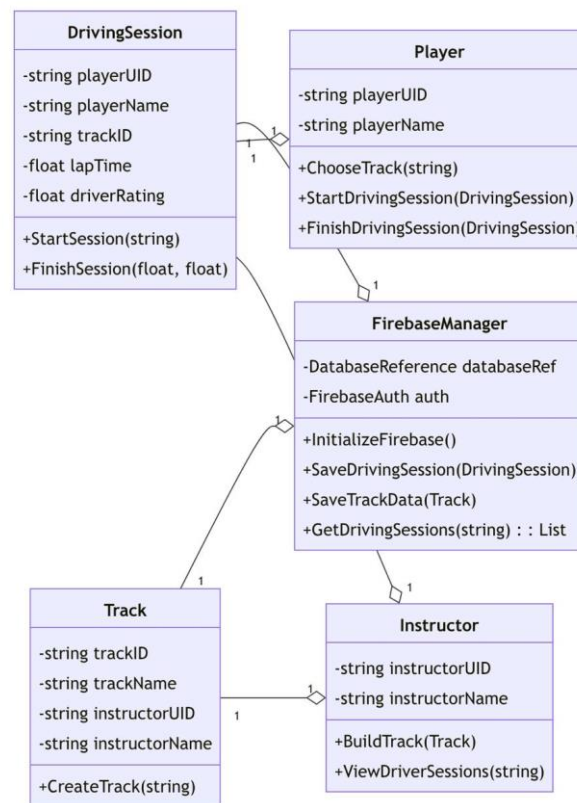 DrivingSession
-string playerUID
-string playerName
-string trackID
-float lapTime
-float driverRating
+StartSession(string)
+FinishSession(float, float)
Player
-string playerUID
-string playerName
+ChooseTrack(string)
+StartDrivingSession(DrivingSession)
+FinishDrivingSession(DrivingSession)
1
1
1
1
FirebaseManager
-DatabaseReference databaseRef
-FirebaseAuth auth
+InitializeFirebase()
+SaveDrivingSession(DrivingSession)
+SaveTrackData(Track)
+GetDrivingSessions(string) : : List
1
1
1
Track
-string trackID
-string trackName
-string instructorUID
-string instructorName
+CreateTrack(string)
1
1
Instructor
-string instructorUID
-string instructorName
+BuildTrack(Track)
+ViewDriverSessions(string)